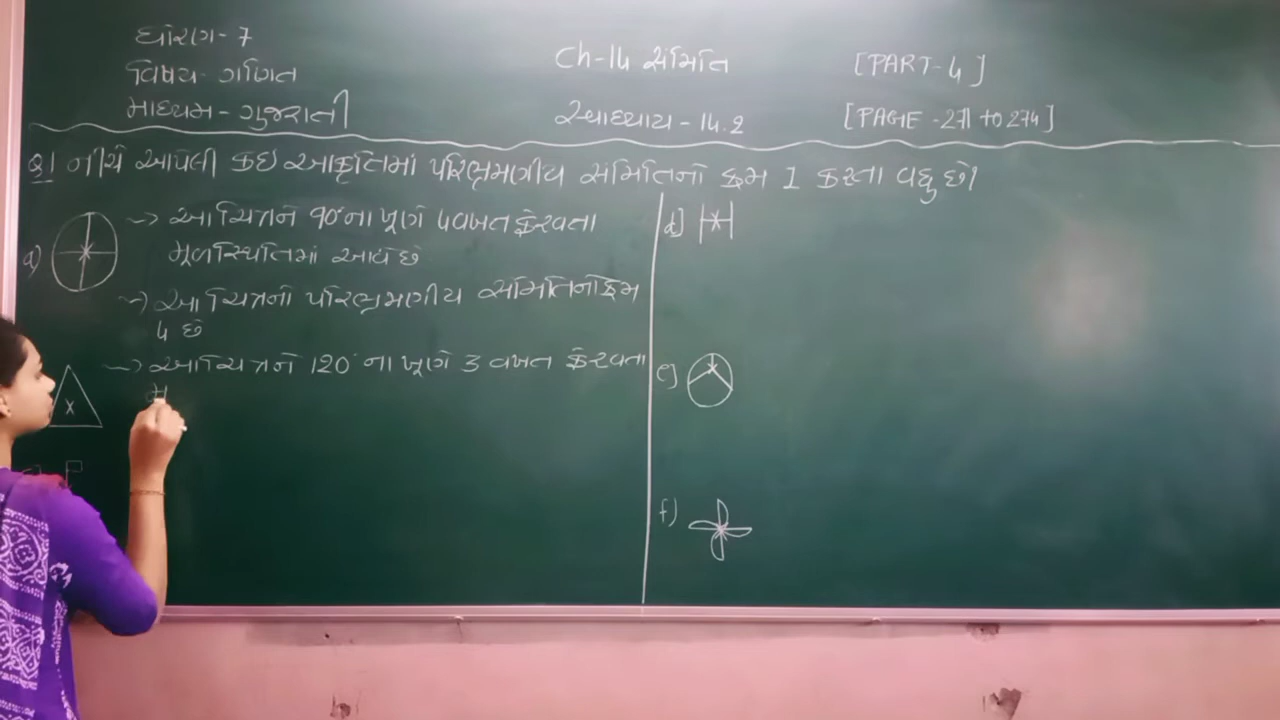 ધોરણ-7
વિષય- ગણિત
માધ્યમ-ગુજરાતી
Ch-14 સંમિતિ
સ્વાધ્યાય-14.2
[PART-4]
[PAGE -271 to 274]
Q1 નીચે આપેલી કઈ આકૃતિમાં પરિભ્રમણીય સંમિતિનો ક્રમ 1 કરતા વધુ છે?
a) → આ ચિત્રને 90°ના ખૂણે 4 વખત ફેરવતા
મૂળસ્થિતિમાં આવે છે
→ આ ચિત્રનો પરિભ્રમણીય સંમિતિનો ક્રમ
4 છે
→ આ ચિત્રને 120°ના ખૂણે 3 વખત ફેરવતા
મૂ
d)
e)
f)